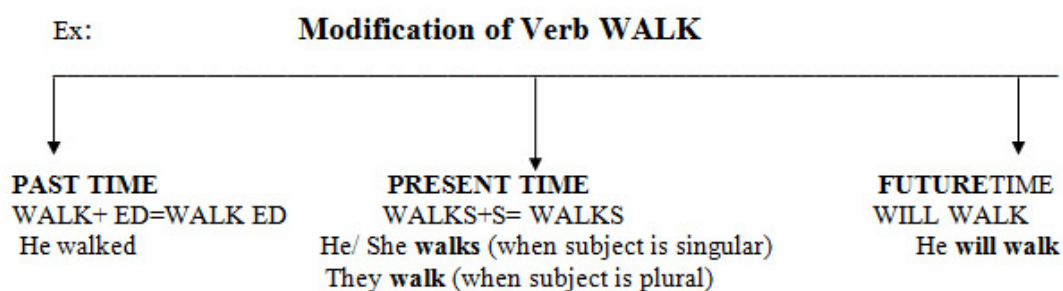 Ex: Modification of Verb WALK
PAST TIME PRESENT TIME FUTURETIME
WALK+ ED=WALK ED WALKS+S= WALKS WILL WALK
He walked He/ She walks (when subject is singular) He will walk
They walk (when subject is plural)